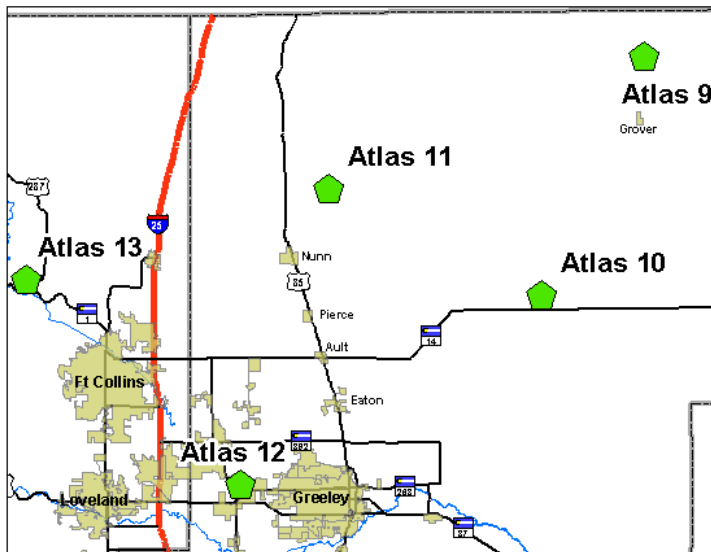 Atlas 9
Grover
Atlas 11
287
25
Atlas 13
Nunn
85
Atlas 10
1
Pierce
14
Ault
Ft Collins
Eaton
Atlas 12
392
Loveland
Greeley
263
37